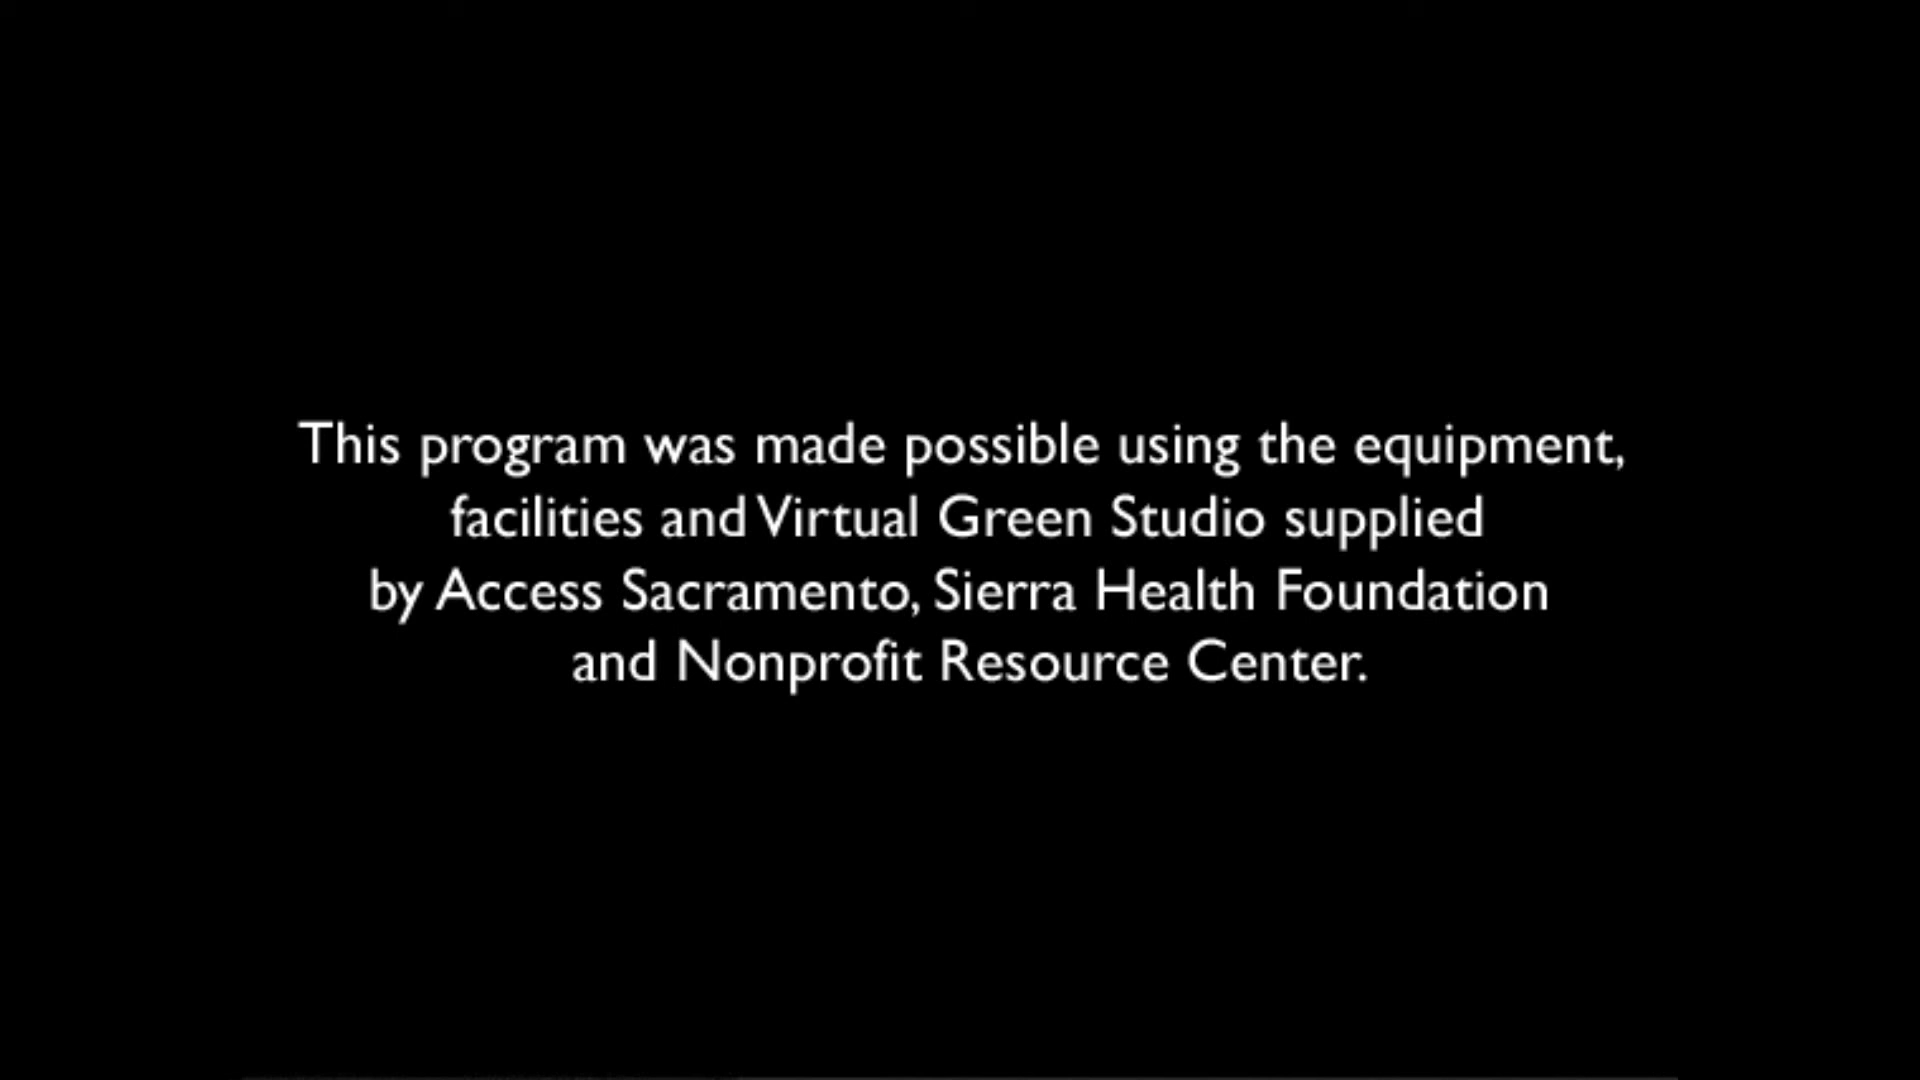 This program was made possible using the equipment,
facilities and Virtual Green Studio supplied
by Access Sacramento, Sierra Health Foundation
and Nonprofit Resource Center.